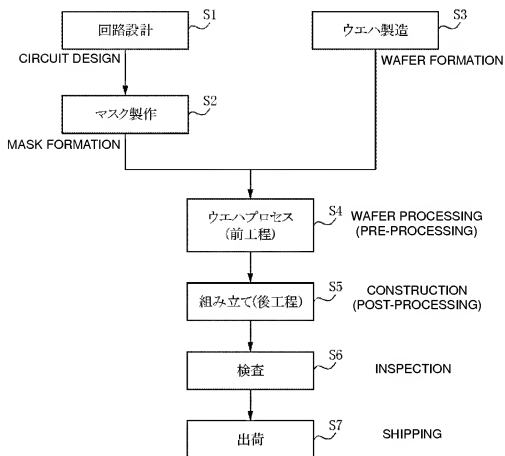 回路設計
S1
CIRCUIT DESIGN
ウエハ製造
S3
WAFER FORMATION
マスク製作
S2
MASK FORMATION
ウエハプロセス
(前工程)
S4
WAFER PROCESSING
(PRE-PROCESSING)
組み立て(後工程)
S5
CONSTRUCTION
(POST-PROCESSING)
検査
S6
INSPECTION
出荷
S7
SHIPPING